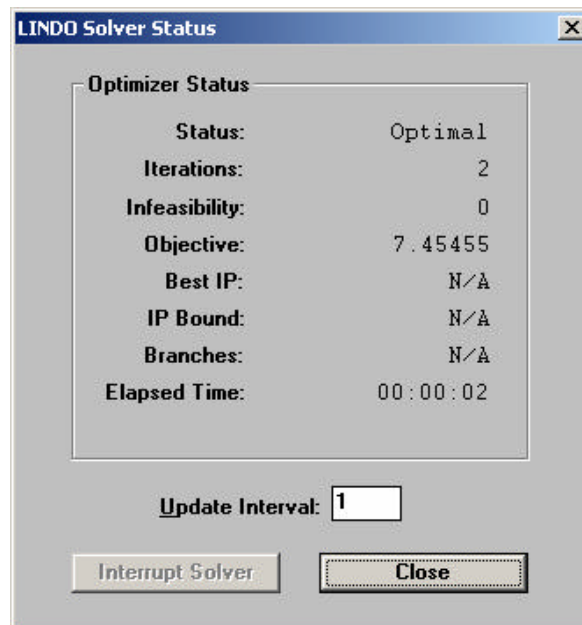 LINDO Solver Status
Optimizer Status
Status: Optimal
Iterations: 2
Infeasibility: 0
Objective: 7.45455
Best IP: N/A
IP Bound: N/A
Branches: N/A
Elapsed Time: 00:00:02
Update Interval: 1
Interrupt Solver Close